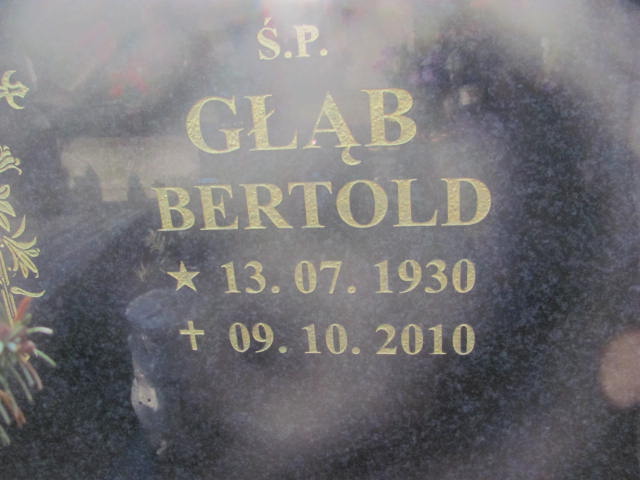 Ś.P.
GŁĄB
BERTOLD
★ 13. 07. 1930
✝ 09. 10. 2010